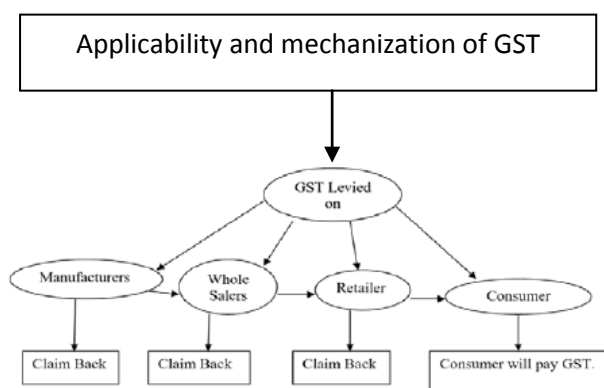 Applicability and mechanization of GST
GST Levied
on
Manufacturers
Whole
Salers
Retailer
Consumer
Claim Back
Claim Back
Claim Back
Consumer will pay GST.